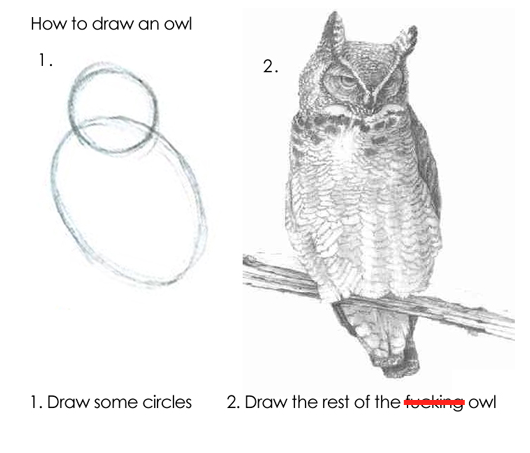 How to draw an owl
1.
2.
1. Draw some circles
2. Draw the rest of the fucking owl